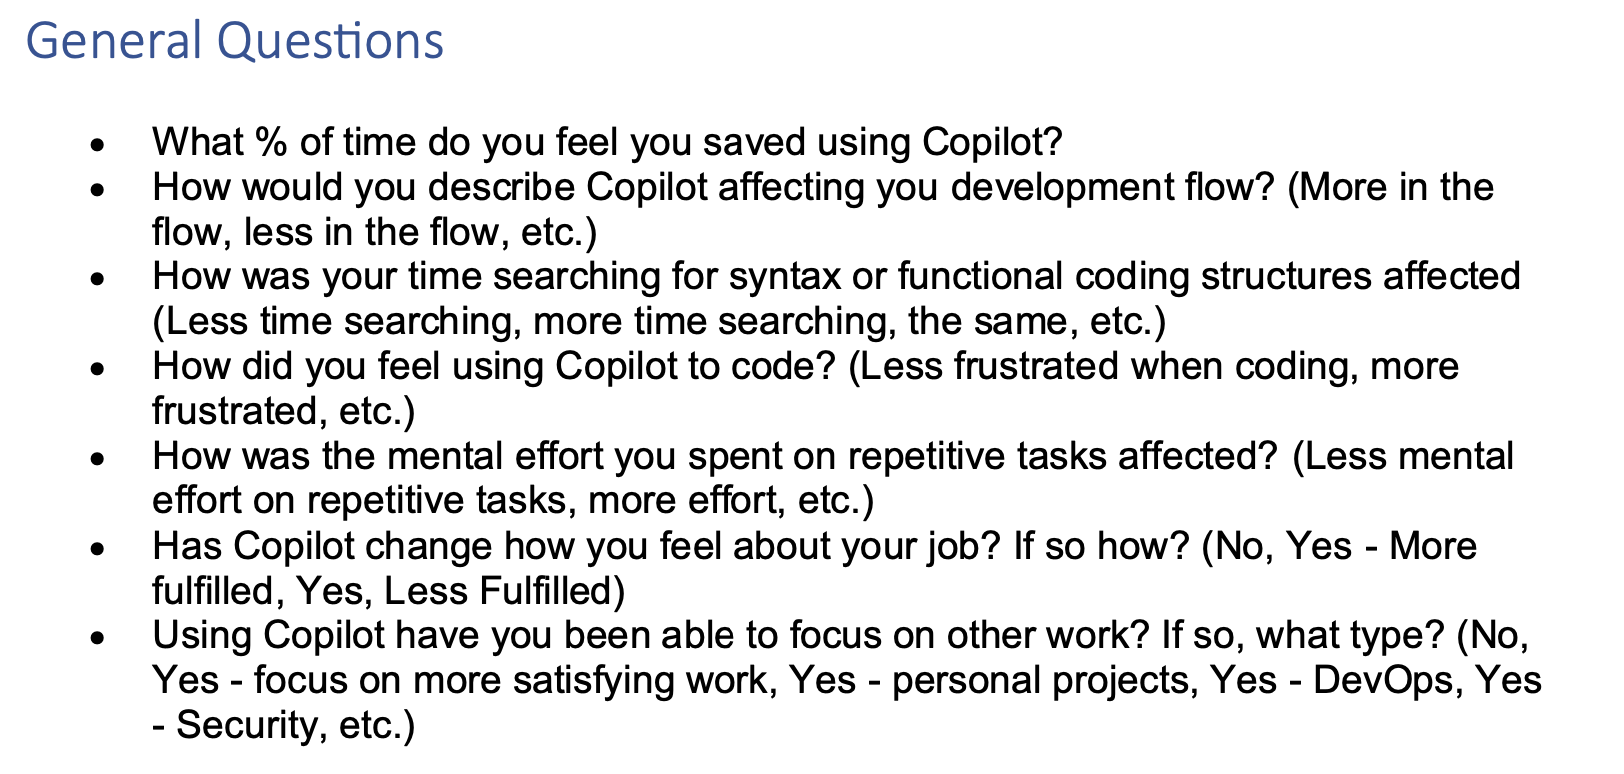 General Questions
• What % of time do you feel you saved using Copilot?
• How would you describe Copilot affecting you development flow? (More in the
flow, less in the flow, etc.)
• How was your time searching for syntax or functional coding structures affected
(Less time searching, more time searching, the same, etc.)
• How did you feel using Copilot to code? (Less frustrated when coding, more
frustrated, etc.)
• How was the mental effort you spent on repetitive tasks affected? (Less mental
effort on repetitive tasks, more effort, etc.)
• Has Copilot change how you feel about your job? If so how? (No, Yes - More
fulfilled, Yes, Less Fulfilled)
• Using Copilot have you been able to focus on other work? If so, what type? (No,
Yes - focus on more satisfying work, Yes - personal projects, Yes - DevOps, Yes
- Security, etc.)